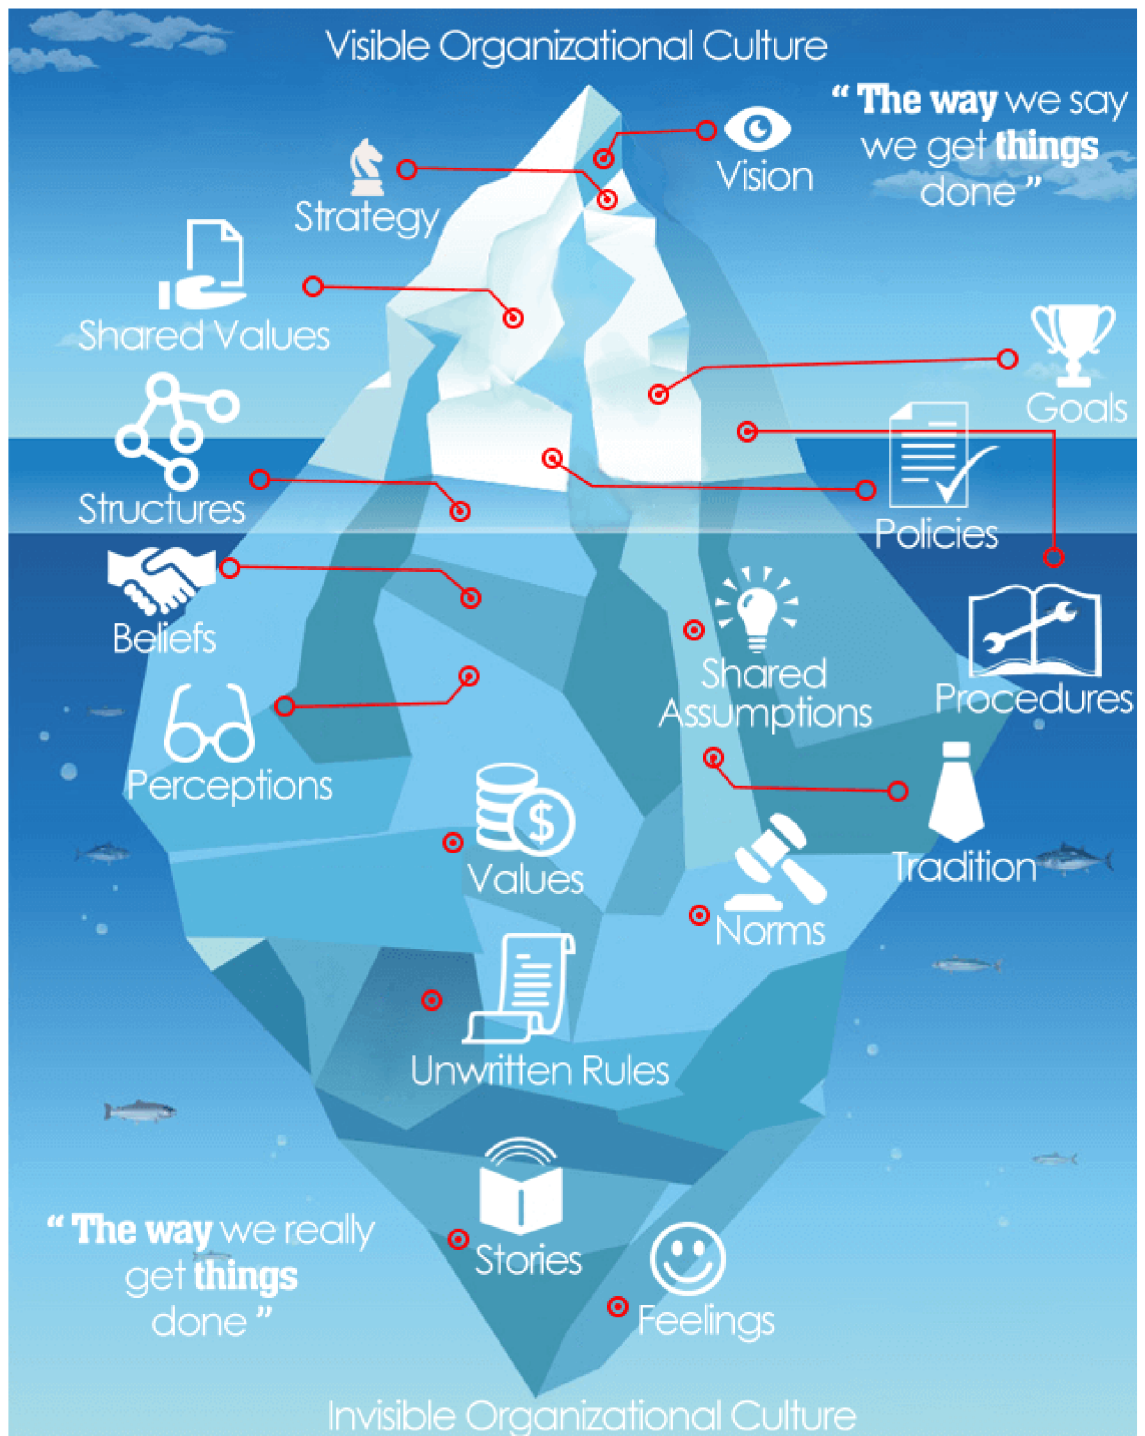 Visible Organizational Culture
“ The way we say
we get things
done ”
Vision
Strategy
Shared Values
Goals
Structures
Policies
Beliefs
Shared
Assumptions
Procedures
Perceptions
$
Values
Tradition
Norms
Unwritten Rules
“ The way we really
get things
done ”
Stories
Feelings
Invisible Organizational Culture